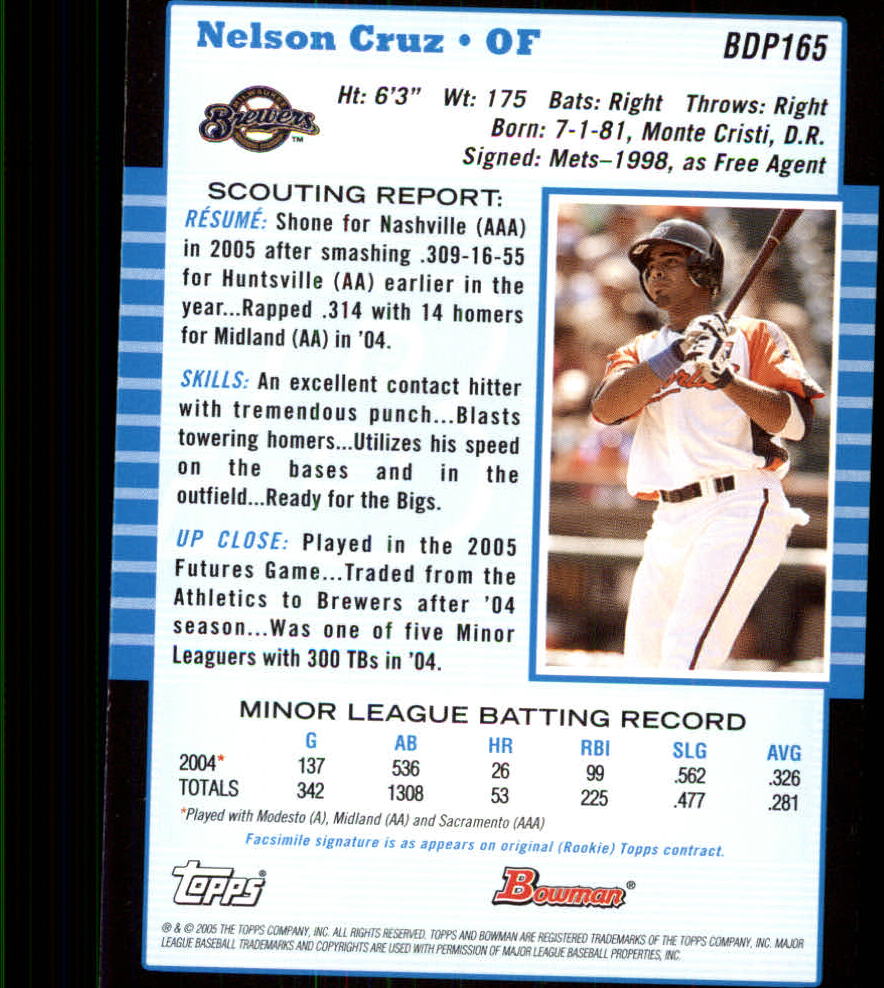 Nelson Cruz • OF
BDP165
MILWAUKEE
Brewers
TM
Ht: 6'3" Wt: 175 Bats: Right Throws: Right
Born: 7-1-81, Monte Cristi, D.R.
Signed: Mets–1998, as Free Agent
SCOUTING REPORT:
RÉSUMÉ: Shone for Nashville (AAA)
in 2005 after smashing .309-16-55
for Huntsville (AA) earlier in the
year...Rapped .314 with 14 homers
for Midland (AA) in '04.
SKILLS: An excellent contact hitter
with tremendous punch...Blasts
towering homers...Utilizes his speed
on the bases and in the
outfield...Ready for the Bigs.
UP CLOSE: Played in the 2005
Futures Game...Traded from the
Athletics to Brewers after '04
season...Was one of five Minor
Leaguers with 300 TBs in '04.
MINOR LEAGUE BATTING RECORD
G AB HR RBI SLG AVG
2004* 137 536 26 99 .562 .326
TOTALS 342 1308 53 225 .477 .281
*Played with Modesto (A), Midland (AA) and Sacramento (AAA)
Facsimile signature is as appears on original (Rookie) Topps contract.
Topps®
Bowman®
® & © 2005 THE TOPPS COMPANY, INC. ALL RIGHTS RESERVED. TOPPS AND BOWMAN ARE REGISTERED TRADEMARKS OF THE TOPPS COMPANY, INC. MAJOR
LEAGUE BASEBALL TRADEMARKS AND COPYRIGHTS ARE USED WITH PERMISSION OF MAJOR LEAGUE BASEBALL PROPERTIES, INC.